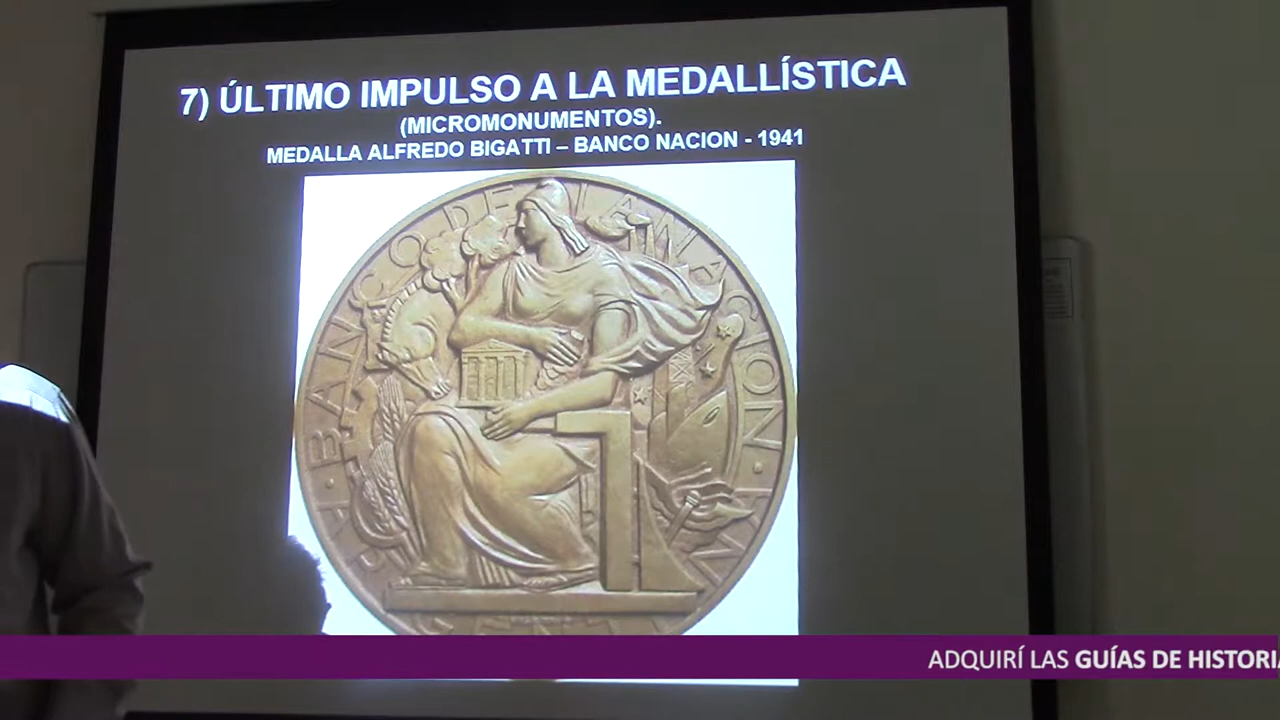 7) ÚLTIMO IMPULSO A LA MEDALLÍSTICA
(MICROMONUMENTOS).
MEDALLA ALFREDO BIGATTI – BANCO NACION - 1941
BANCO DE LA NACION
ADQUIRÍ LAS GUÍAS DE HISTORIA